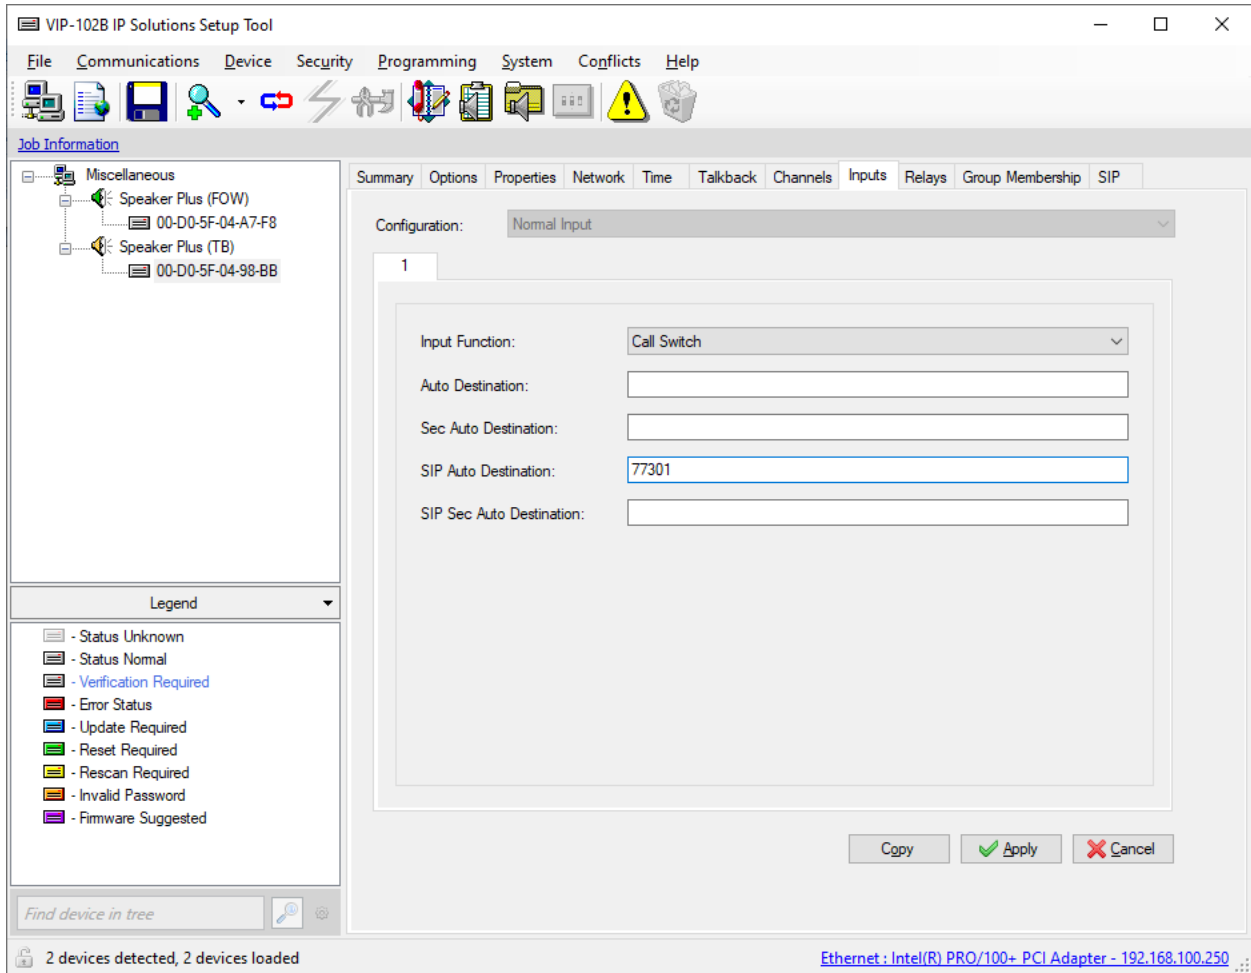 VIP-102B IP Solutions Setup Tool
File Communications Device Security Programming System Conflicts Help
Job Information
Miscellaneous
Speaker Plus (FOW)
00-D0-5F-04-A7-F8
Speaker Plus (TB)
00-D0-5F-04-98-BB
Summary Options Properties Network Time Talkback Channels Inputs Relays Group Membership SIP
Configuration: Normal Input
1
Input Function: Call Switch
Auto Destination:
Sec Auto Destination:
SIP Auto Destination: 77301
SIP Sec Auto Destination:
Copy Apply Cancel
Legend
- Status Unknown
- Status Normal
- Verification Required
- Error Status
- Update Required
- Reset Required
- Rescan Required
- Invalid Password
- Firmware Suggested
Find device in tree
2 devices detected, 2 devices loaded
Ethernet : Intel(R) PRO/100+ PCI Adapter - 192.168.100.250